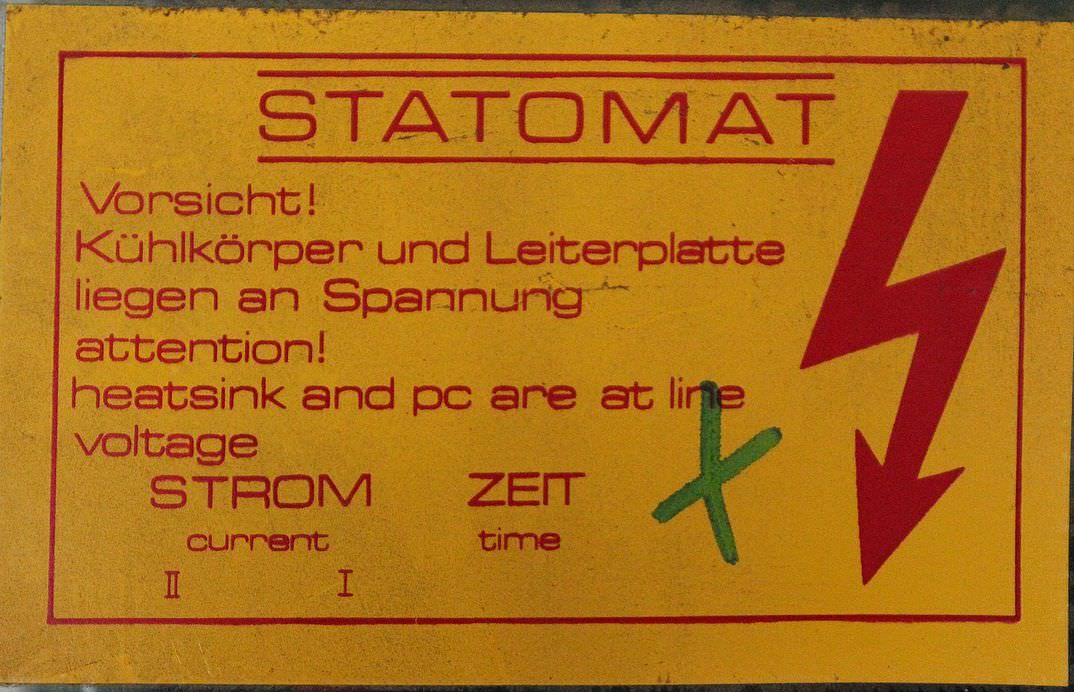 STATOMAT
Vorsicht!
Kühlkörper und Leiterplatte
liegen an Spannung
attention!
heatsink and pc are at line
voltage
STROM ZEIT
current time
II I